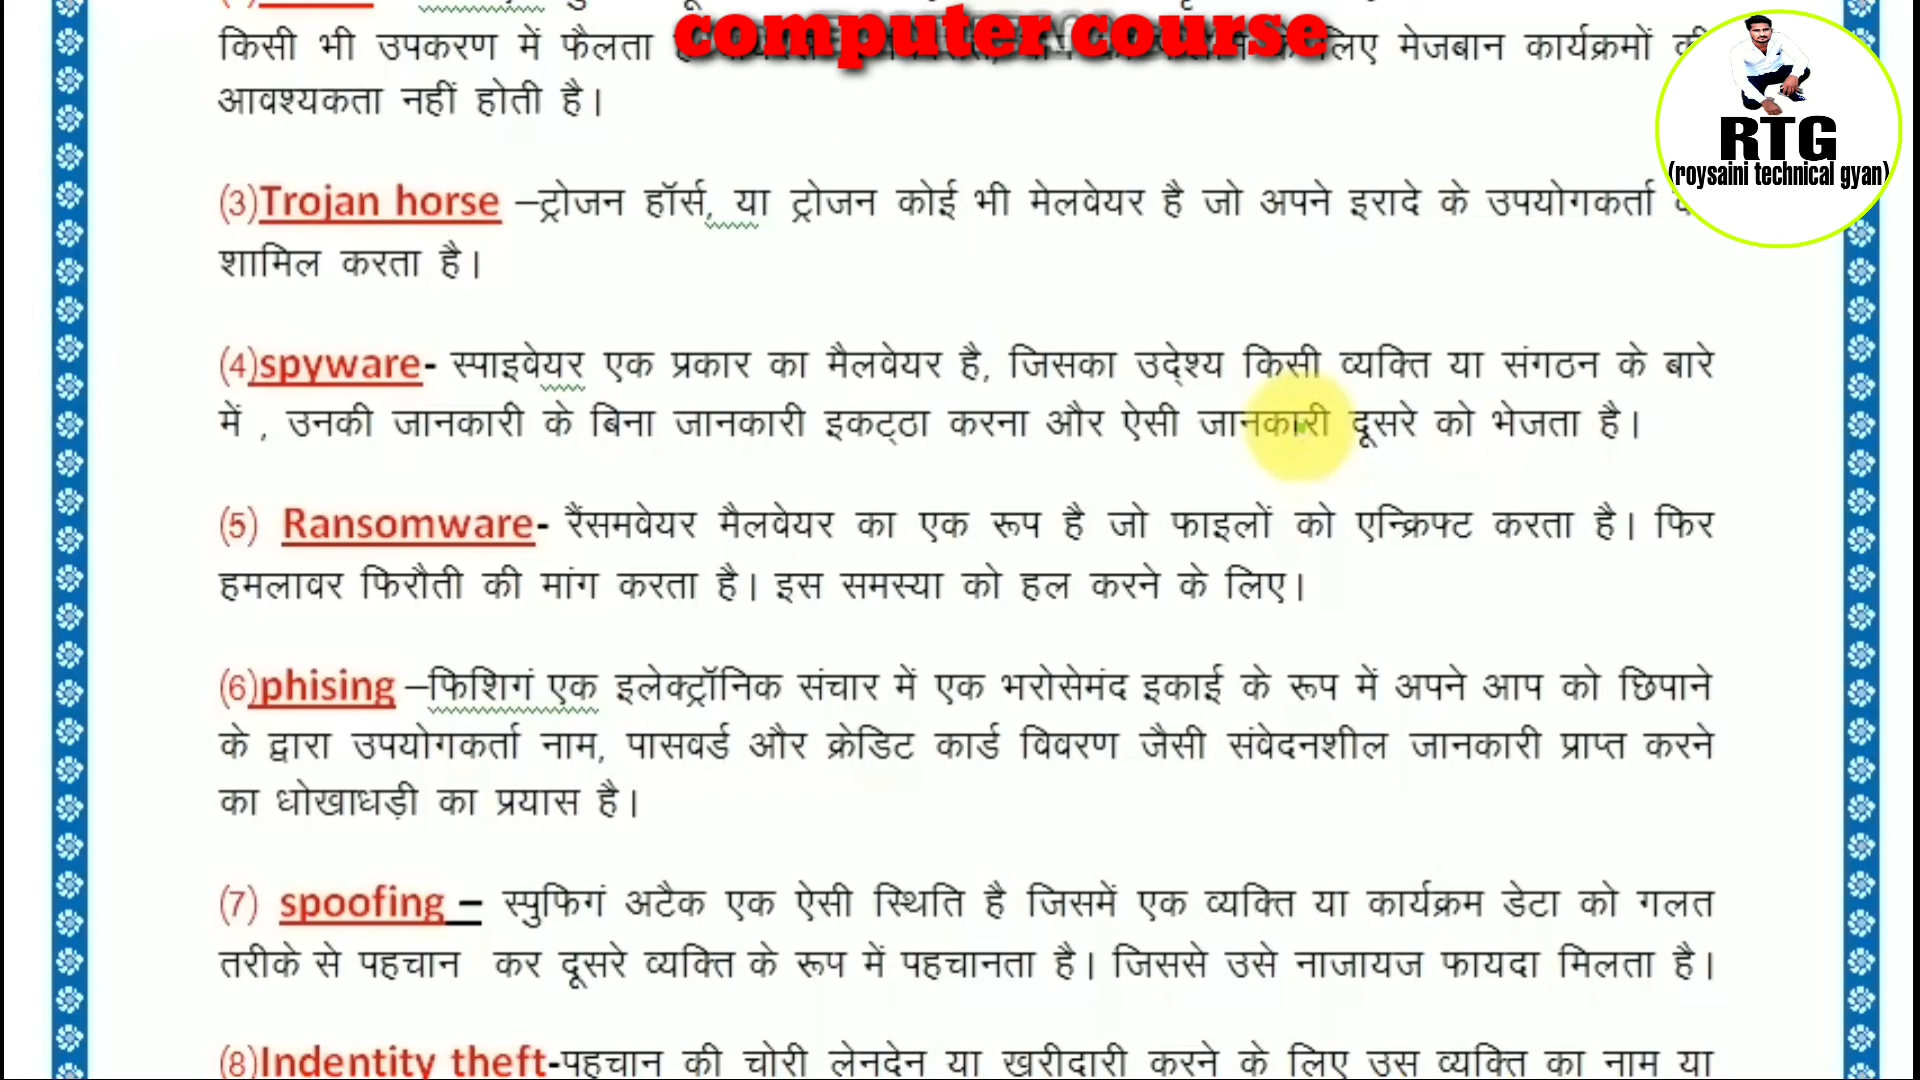 computer course
किसी भी उपकरण में फैलता लिए मेजबान कार्यक्रमों की
आवश्यकता नहीं होती है।
RTG
(roysaini technical gyan)
(3)Trojan horse –ट्रोजन हॉर्स, या ट्रोजन कोई भी मेलवेयर है जो अपने इरादे के उपयोगकर्ता
शामिल करता है।
(4)spyware- स्पाइवेयर एक प्रकार का मैलवेयर है, जिसका उद्देश्य किसी व्यक्ति या संगठन के बारे
में , उनकी जानकारी के बिना जानकारी इकट्ठा करना और ऐसी जानकारी दूसरे को भेजता है।
(5) Ransomware- रैंसमवेयर मैलवेयर का एक रूप है जो फाइलों को एन्क्रिफ्ट करता है। फिर
हमलावर फिरौती की मांग करता है। इस समस्या को हल करने के लिए।
(6)phising –फिशिगं एक इलेक्ट्रॉनिक संचार में एक भरोसेमंद इकाई के रूप में अपने आप को छिपाने
के द्वारा उपयोगकर्ता नाम, पासवर्ड और क्रेडिट कार्ड विवरण जैसी संवेदनशील जानकारी प्राप्त करने
का धोखाधड़ी का प्रयास है।
(7) spoofing – स्पुफिगं अटैक एक ऐसी स्थिति है जिसमें एक व्यक्ति या कार्यक्रम डेटा को गलत
तरीके से पहचान कर दूसरे व्यक्ति के रूप में पहचानता है। जिससे उसे नाजायज फायदा मिलता है।
(8)Indentity theft-पहचान की चोरी लेनदेन या खरीदारी करने के लिए उस व्यक्ति का नाम या